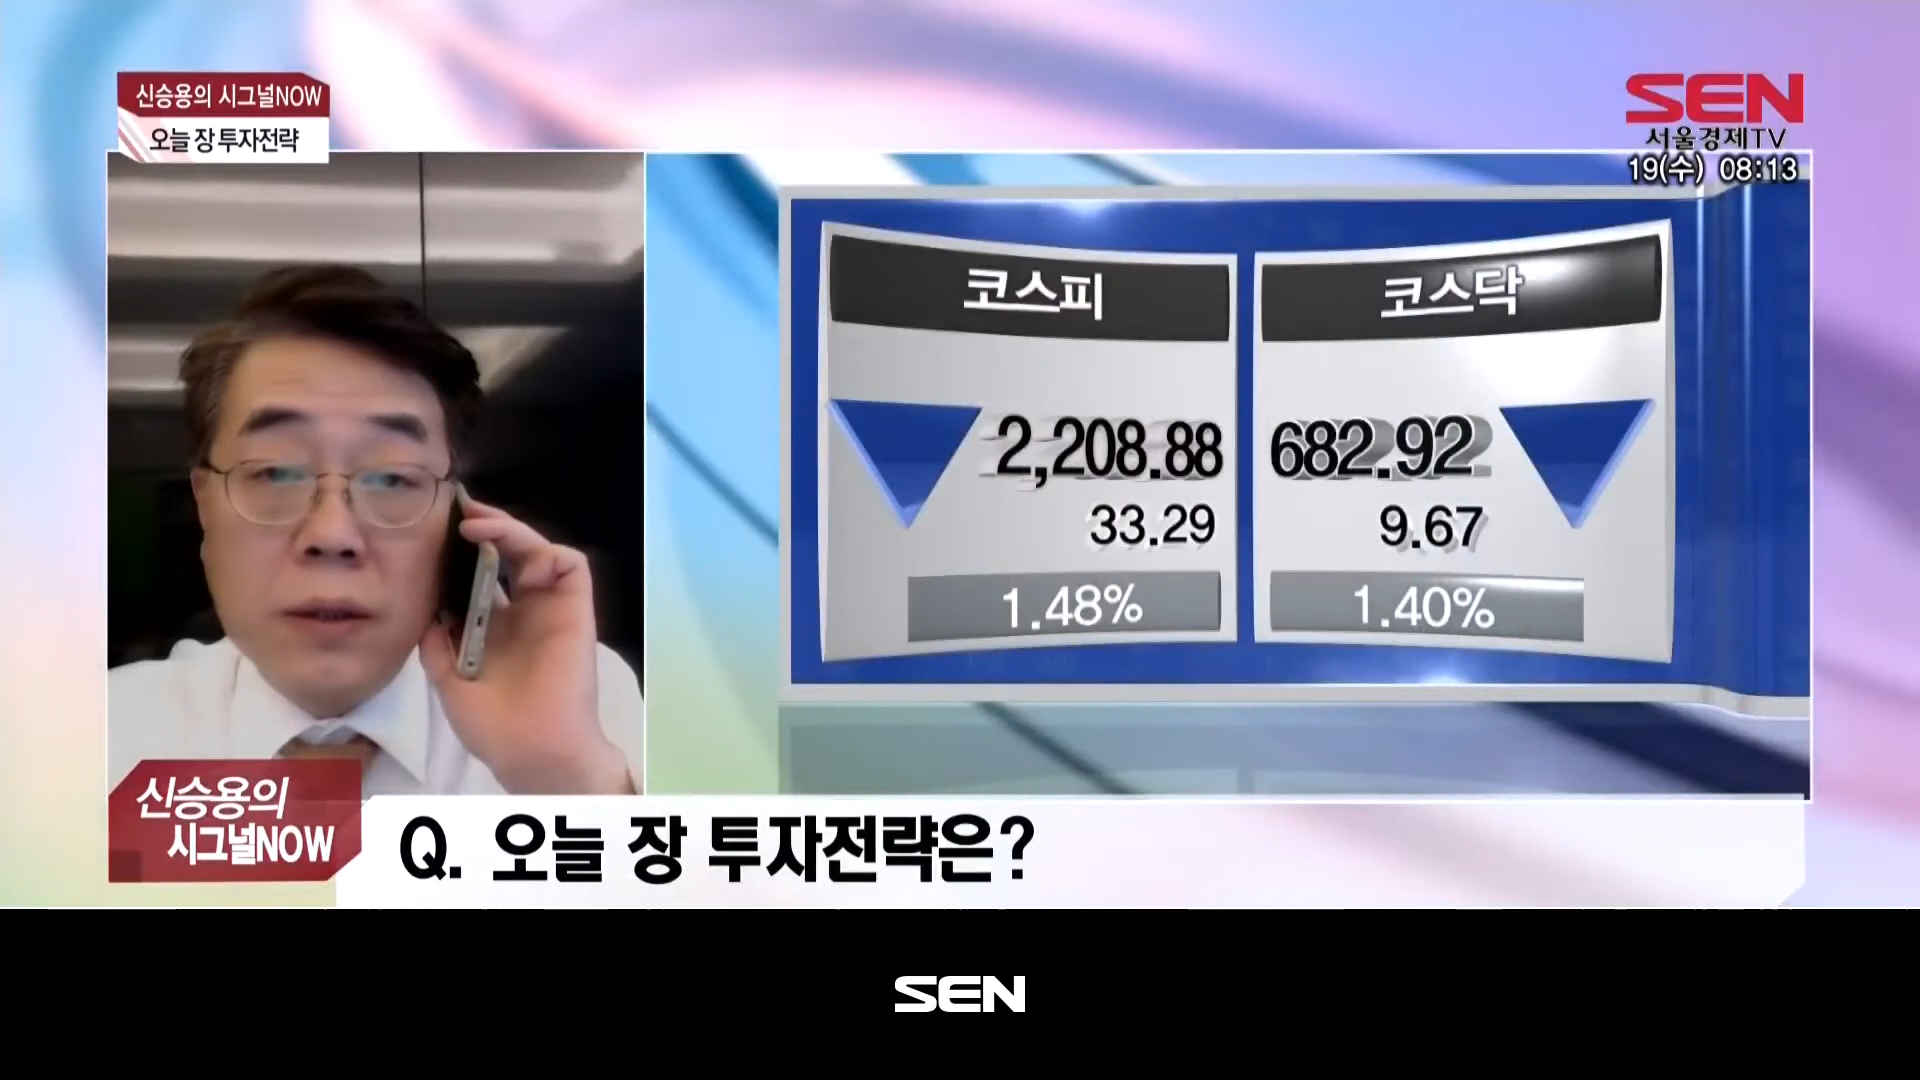 신승용의 시그널NOW
오늘 장 투자전략
SEN
서울경제TV
19(수) 08:13
코스피
2,208.88
33.29
1.48%
코스닥
682.92
9.67
1.40%
신승용의
시그널NOW
Q. 오늘 장 투자전략은?
SEN